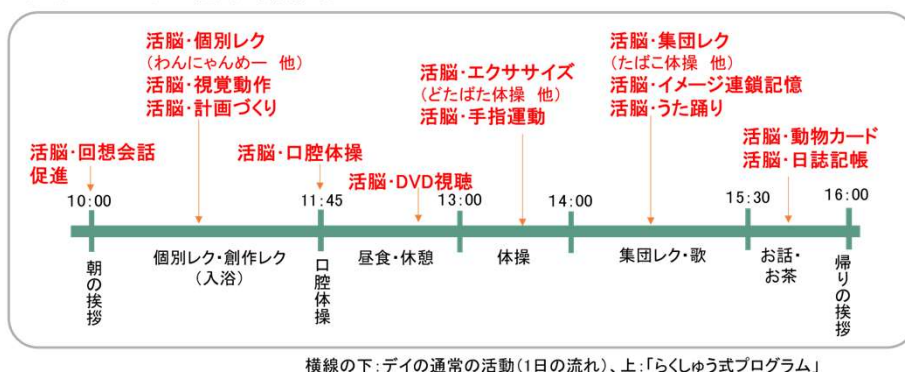 活脳・個別レク
(わんにゃんめー 他)
活脳・視覚動作
活脳・計画づくり
活脳・集団レク
(たばこ体操 他)
活脳・イメージ連鎖記憶
活脳・うた踊り
活脳・エクササイズ
(どたばた体操 他)
活脳・手指運動
活脳・動物カード
活脳・日誌記帳
活脳・回想会話
促進
活脳・口腔体操
活脳・DVD視聴
10:00
11:45
13:00
14:00
15:30
16:00
朝の挨拶
個別レク・創作レク
(入浴)
口腔体操
昼食・休憩
体操
集団レク・歌
お話・
お茶
帰りの挨拶
横線の下:デイの通常の活動(1日の流れ)、上:「らくしゅう式プログラム」